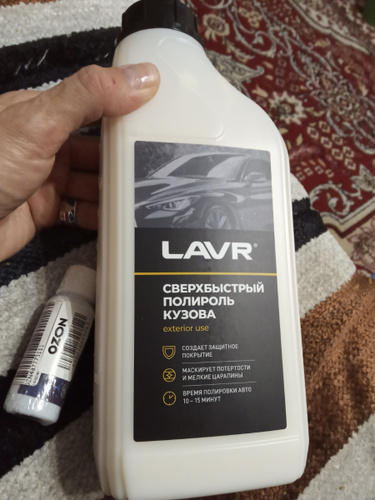 LAVR®
СВЕРХБЫСТРЫЙ
ПОЛИРОЛЬ
КУЗОВА
exterior use
СОЗДАЕТ ЗАЩИТНОЕ
ПОКРЫТИЕ
МАСКИРУЕТ ПОТЕРТОСТИ
И МЕЛКИЕ ЦАРАПИНЫ
ВРЕМЯ ПОЛИРОВКИ АВТО
10 – 15 МИНУТ
OZON